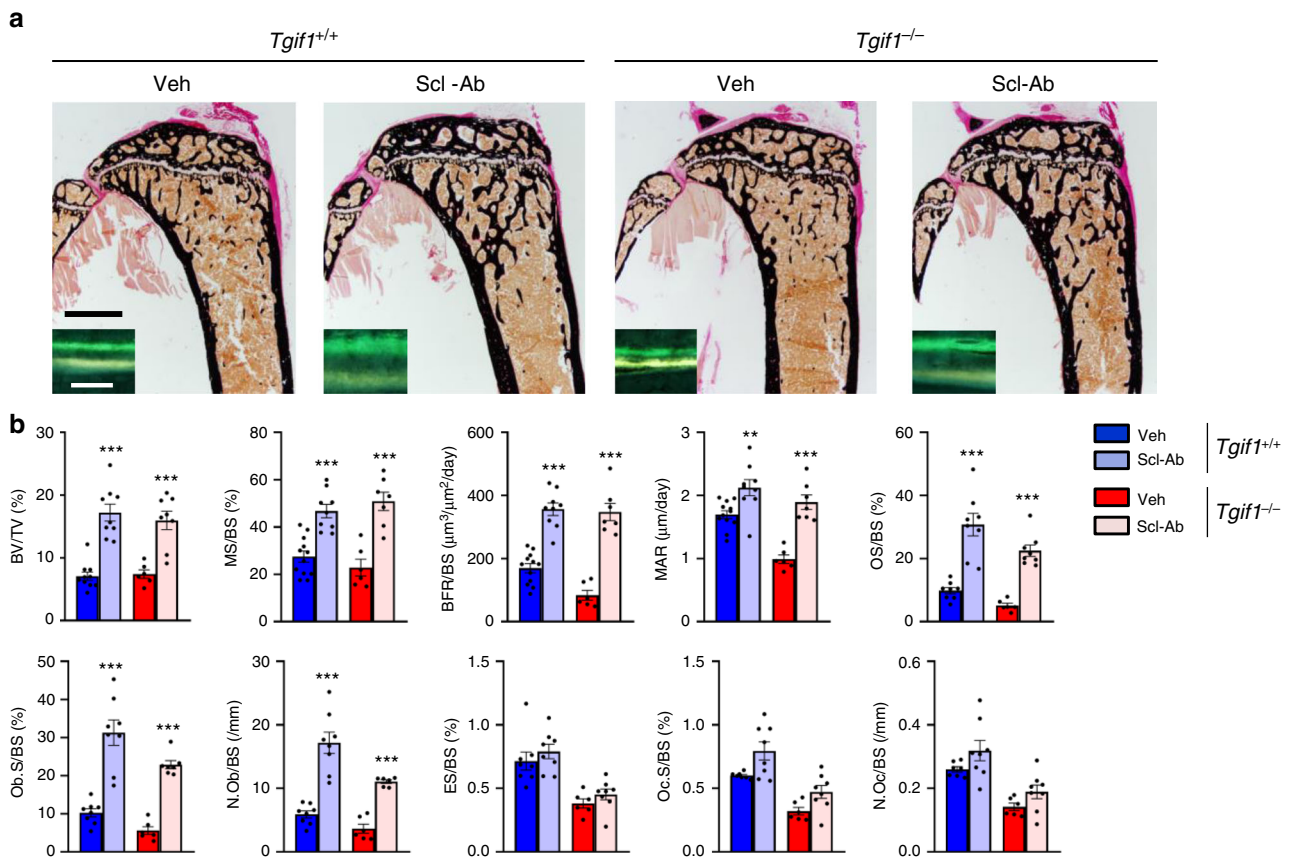 a
Tgif1+/+
Tgif1–/–
Veh
Scl -Ab
Veh
Scl-Ab
b
30
20
10
0
BV/TV (%)
***
***
80
60
40
20
0
MS/BS (%)
***
***
600
400
200
0
BFR/BS (μm³/μm²/day)
***
***
3
2
1
0
MAR (μm/day)
**
***
60
40
20
0
OS/BS (%)
***
***
Veh
Scl-Ab
Tgif1+/+
Veh
Scl-Ab
Tgif1–/–
50
40
30
20
10
0
Ob.S/BS (%)
***
***
30
20
10
0
N.Ob/BS (/mm)
***
***
1.5
1.0
0.5
0.0
ES/BS (%)
1.5
1.0
0.5
0.0
Oc.S/BS (%)
0.6
0.4
0.2
0
N.Oc/BS (/mm)